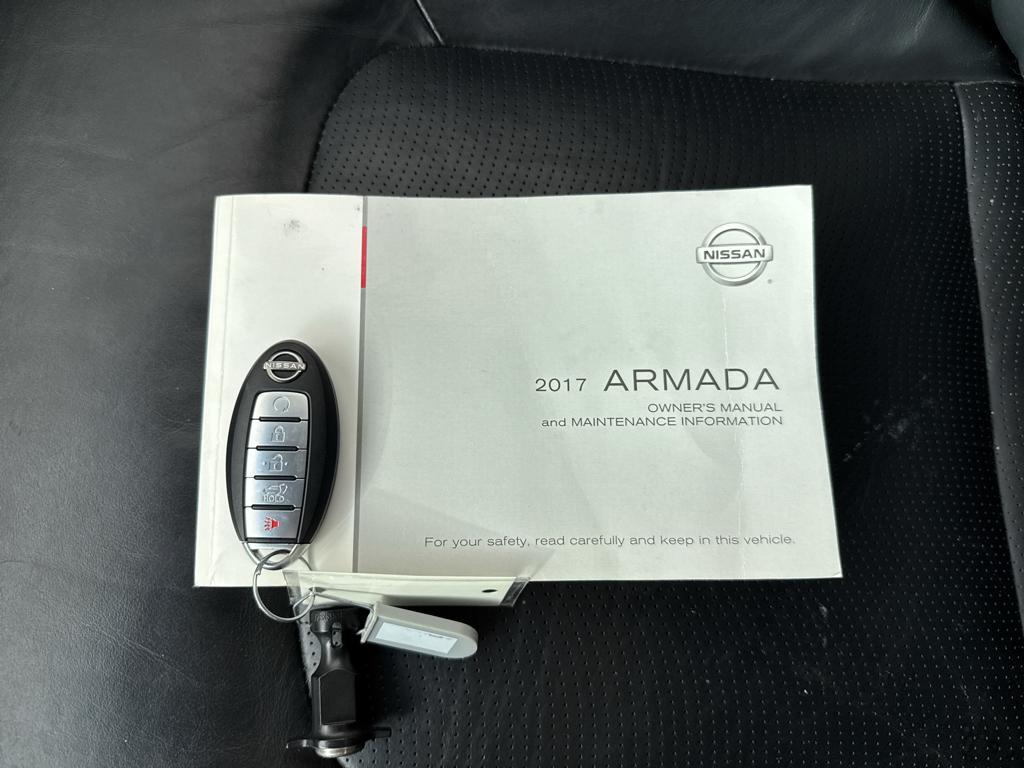 NISSAN
2017 ARMADA
OWNER'S MANUAL
and MAINTENANCE INFORMATION
For your safety, read carefully and keep in this vehicle.
NISSAN
HOLD